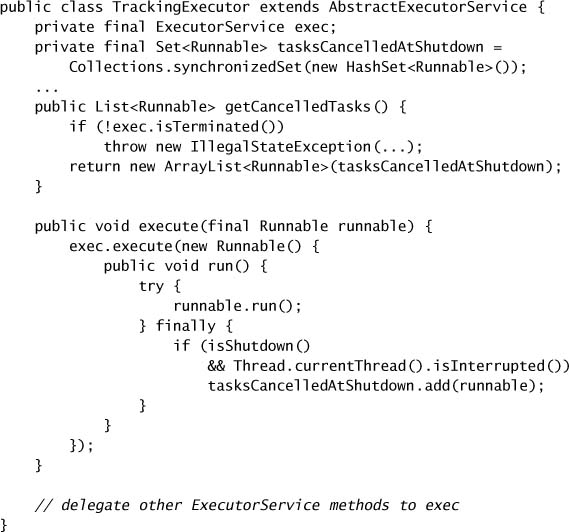 public class TrackingExecutor extends AbstractExecutorService {
    private final ExecutorService exec;
    private final Set<Runnable> tasksCancelledAtShutdown =
        Collections.synchronizedSet(new HashSet<Runnable>());
    ...
    public List<Runnable> getCancelledTasks() {
        if (!exec.isTerminated())
            throw new IllegalStateException(...);
        return new ArrayList<Runnable>(tasksCancelledAtShutdown);
    }

    public void execute(final Runnable runnable) {
        exec.execute(new Runnable() {
            public void run() {
                try {
                    runnable.run();
                } finally {
                    if (isShutdown()
                        && Thread.currentThread().isInterrupted())
                        tasksCancelledAtShutdown.add(runnable);
                }
            }
        });
    }

    // delegate other ExecutorService methods to exec
}